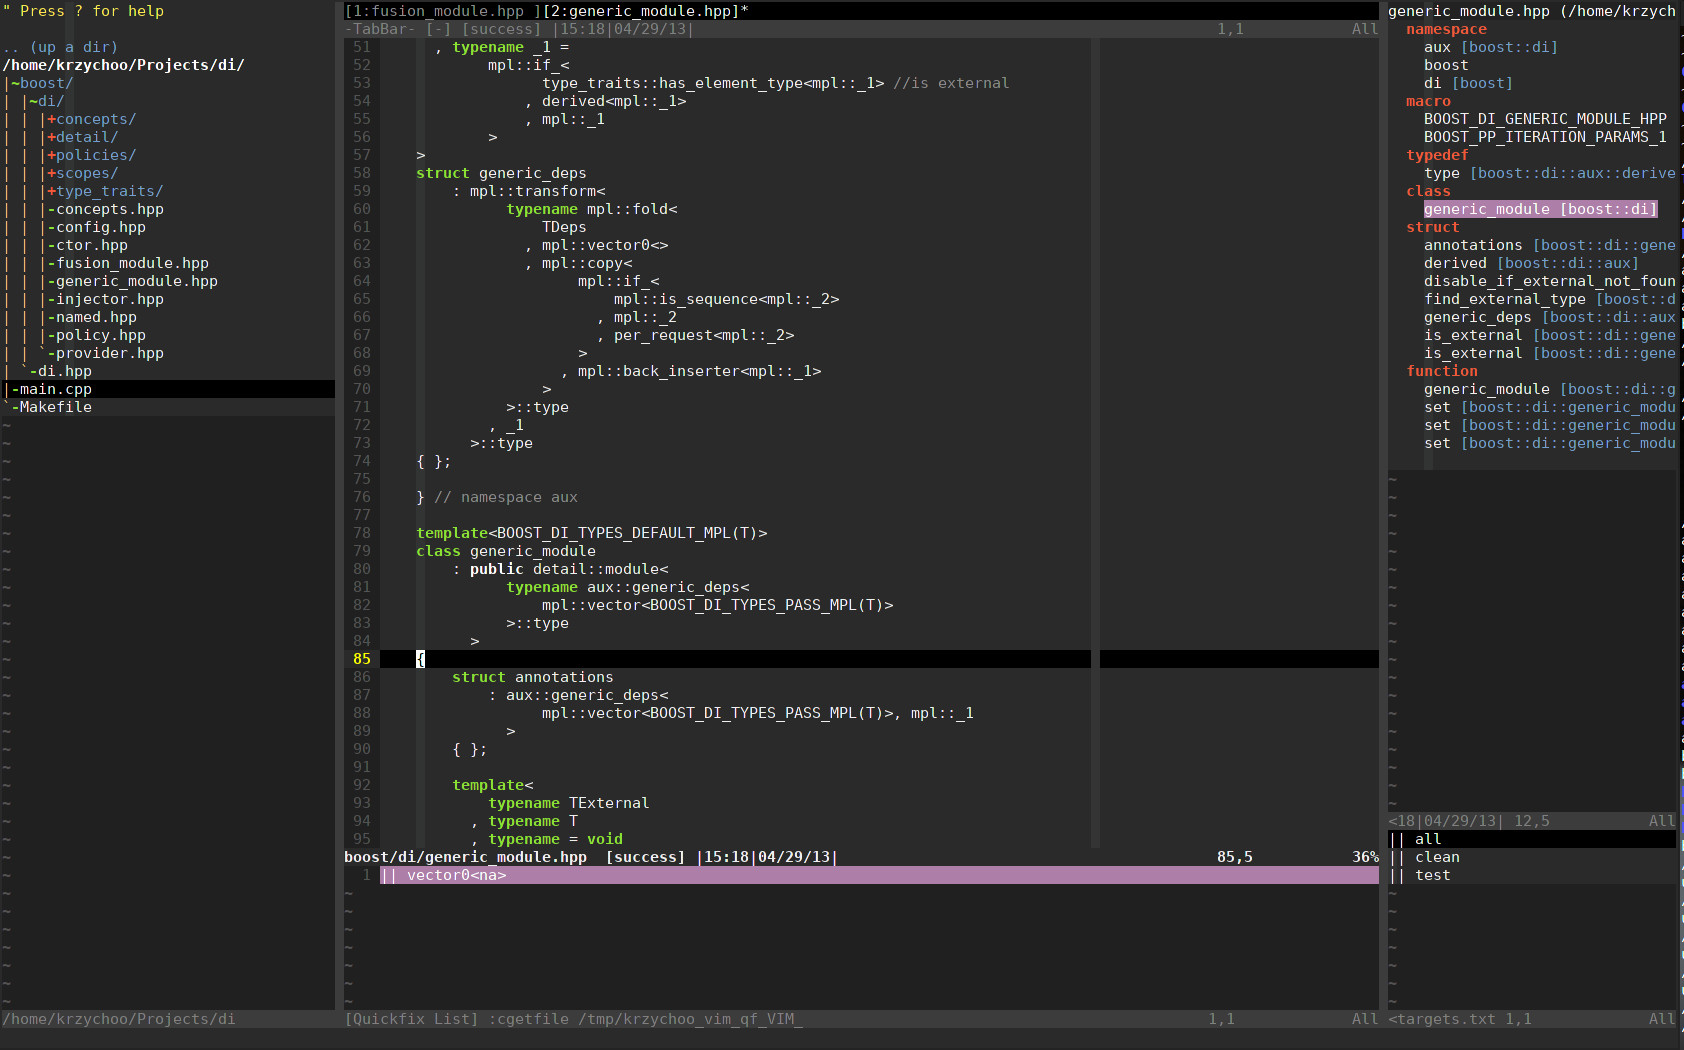 " Press ? for help
.. (up a dir)
/home/krzychoo/Projects/di/
|~boost/
| |~di/
| | |+concepts/
| | |+detail/
| | |+policies/
| | |+scopes/
| | |+type_traits/
| | |-concepts.hpp
| | |-config.hpp
| | |-ctor.hpp
| | |-fusion_module.hpp
| | |-generic_module.hpp
| | |-injector.hpp
| | |-named.hpp
| | |-policy.hpp
| | `-provider.hpp
| `-di.hpp
|-main.cpp
`-Makefile
/home/krzychoo/Projects/di
[1:fusion_module.hpp ][2:generic_module.hpp]*
-TabBar- [-] [success] |15:18|04/29/13| 1,1 All
51 , typename _1 =
52 mpl::if_<
53 type_traits::has_element_type<mpl::_1> //is external
54 , derived<mpl::_1>
55 , mpl::_1
56 >
57 >
58 struct generic_deps
59 : mpl::transform<
60 typename mpl::fold<
61 TDeps
62 , mpl::vector0<>
63 , mpl::copy<
64 mpl::if_<
65 mpl::is_sequence<mpl::_2>
66 , mpl::_2
67 , per_request<mpl::_2>
68 >
69 , mpl::back_inserter<mpl::_1>
70 >
71 >::type
72 , _1
73 >::type
74 { };
75
76 } // namespace aux
77
78 template<BOOST_DI_TYPES_DEFAULT_MPL(T)>
79 class generic_module
80 : public detail::module<
81 typename aux::generic_deps<
82 mpl::vector<BOOST_DI_TYPES_PASS_MPL(T)>
83 >::type
84 >
85 {
86 struct annotations
87 : aux::generic_deps<
88 mpl::vector<BOOST_DI_TYPES_PASS_MPL(T)>, mpl::_1
89 >
90 { };
91
92 template<
93 typename TExternal
94 , typename T
95 , typename = void
boost/di/generic_module.hpp [success] |15:18|04/29/13| 85,5 36%
1 || vector0<na>
[Quickfix List] :cgetfile /tmp/krzychoo_vim_qf_VIM_ 1,1 All
generic_module.hpp (/home/krzych
namespace
aux [boost::di]
boost
di [boost]
macro
BOOST_DI_GENERIC_MODULE_HPP
BOOST_PP_ITERATION_PARAMS_1
typedef
type [boost::di::aux::derive
class
generic_module [boost::di]
struct
annotations [boost::di::gene
derived [boost::di::aux]
disable_if_external_not_foun
find_external_type [boost::d
generic_deps [boost::di::aux
is_external [boost::di::gene
is_external [boost::di::gene
function
generic_module [boost::di::g
set [boost::di::generic_modu
set [boost::di::generic_modu
set [boost::di::generic_modu
<18|04/29/13| 12,5 All
|| all
|| clean
|| test
<targets.txt 1,1 All